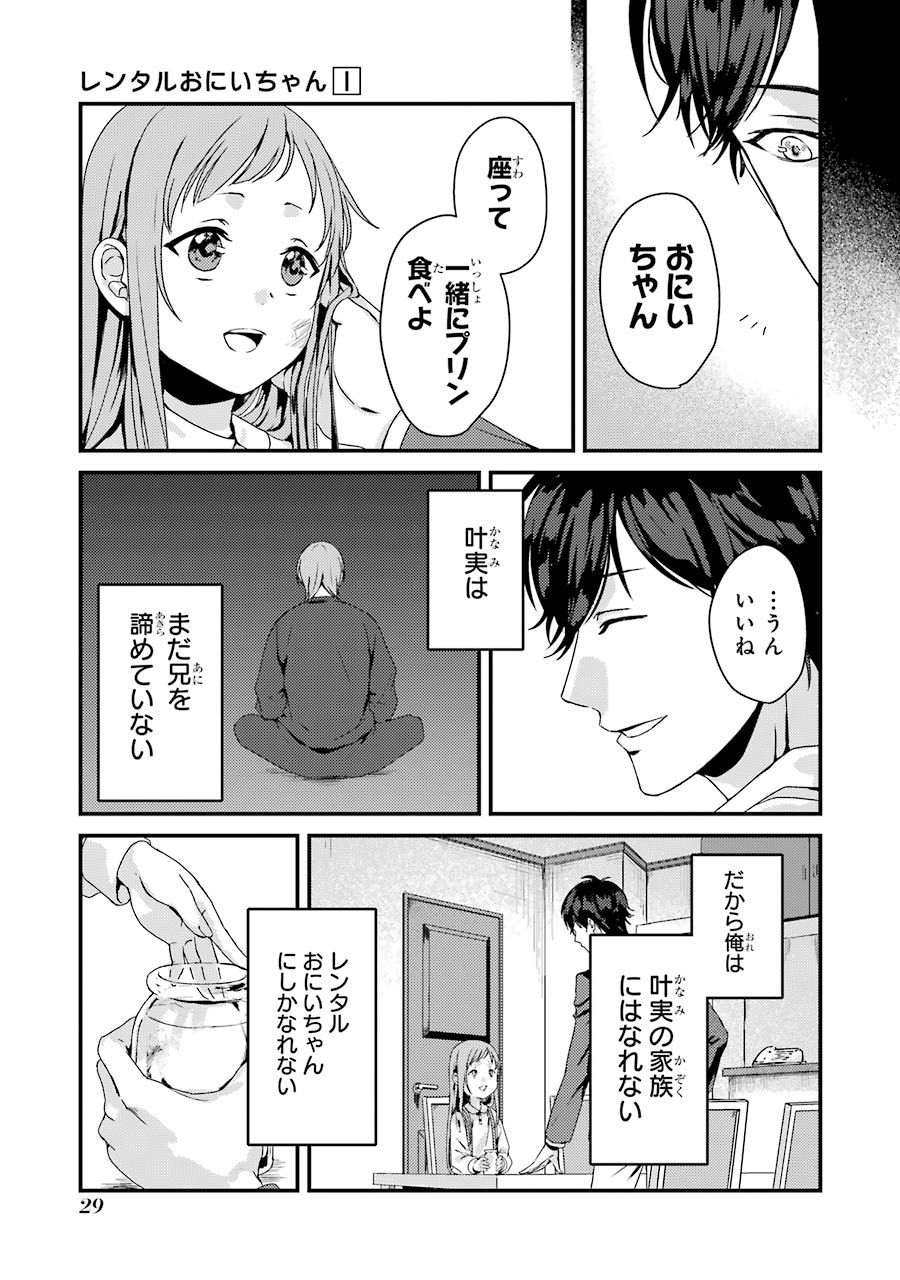 レンタルおにいちゃん 1
おにい
ちゃん
座って
一緒にプリン
食べよ
…うん
いいね
叶実は
まだ兄を
諦めていない
だから俺は
叶実の家族
にはなれない
レンタル
おにいちゃん
にしかなれない
29